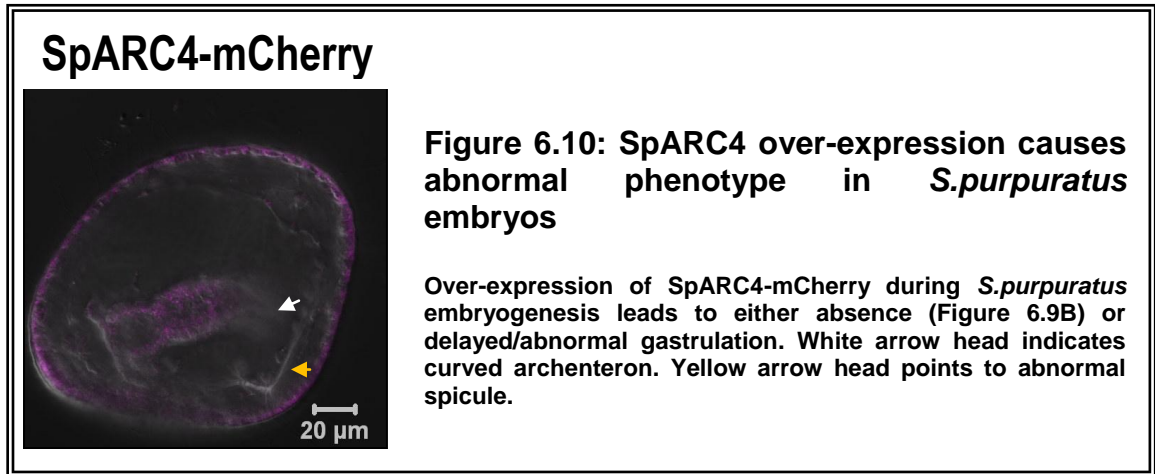 SpARC4-mCherry
Figure 6.10: SpARC4 over-expression causes
abnormal phenotype in S.purpuratus
embryos
Over-expression of SpARC4-mCherry during S.purpuratus
embryogenesis leads to either absence (Figure 6.9B) or
delayed/abnormal gastrulation. White arrow head indicates
curved archenteron. Yellow arrow head points to abnormal
spicule.
20 µm